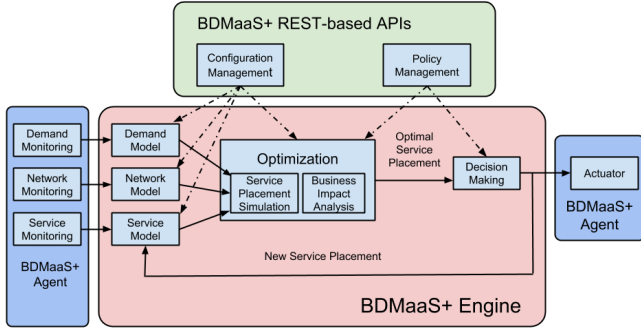 BDMaaS+ REST-based APIs
Configuration
Management
Policy
Management
Demand
Monitoring
Network
Monitoring
Service
Monitoring
BDMaaS+
Agent
Demand
Model
Network
Model
Service
Model
Optimization
Service
Placement
Simulation
Business
Impact
Analysis
Optimal
Service
Placement
Decision
Making
New Service Placement
BDMaaS+ Engine
Actuator
BDMaaS+
Agent